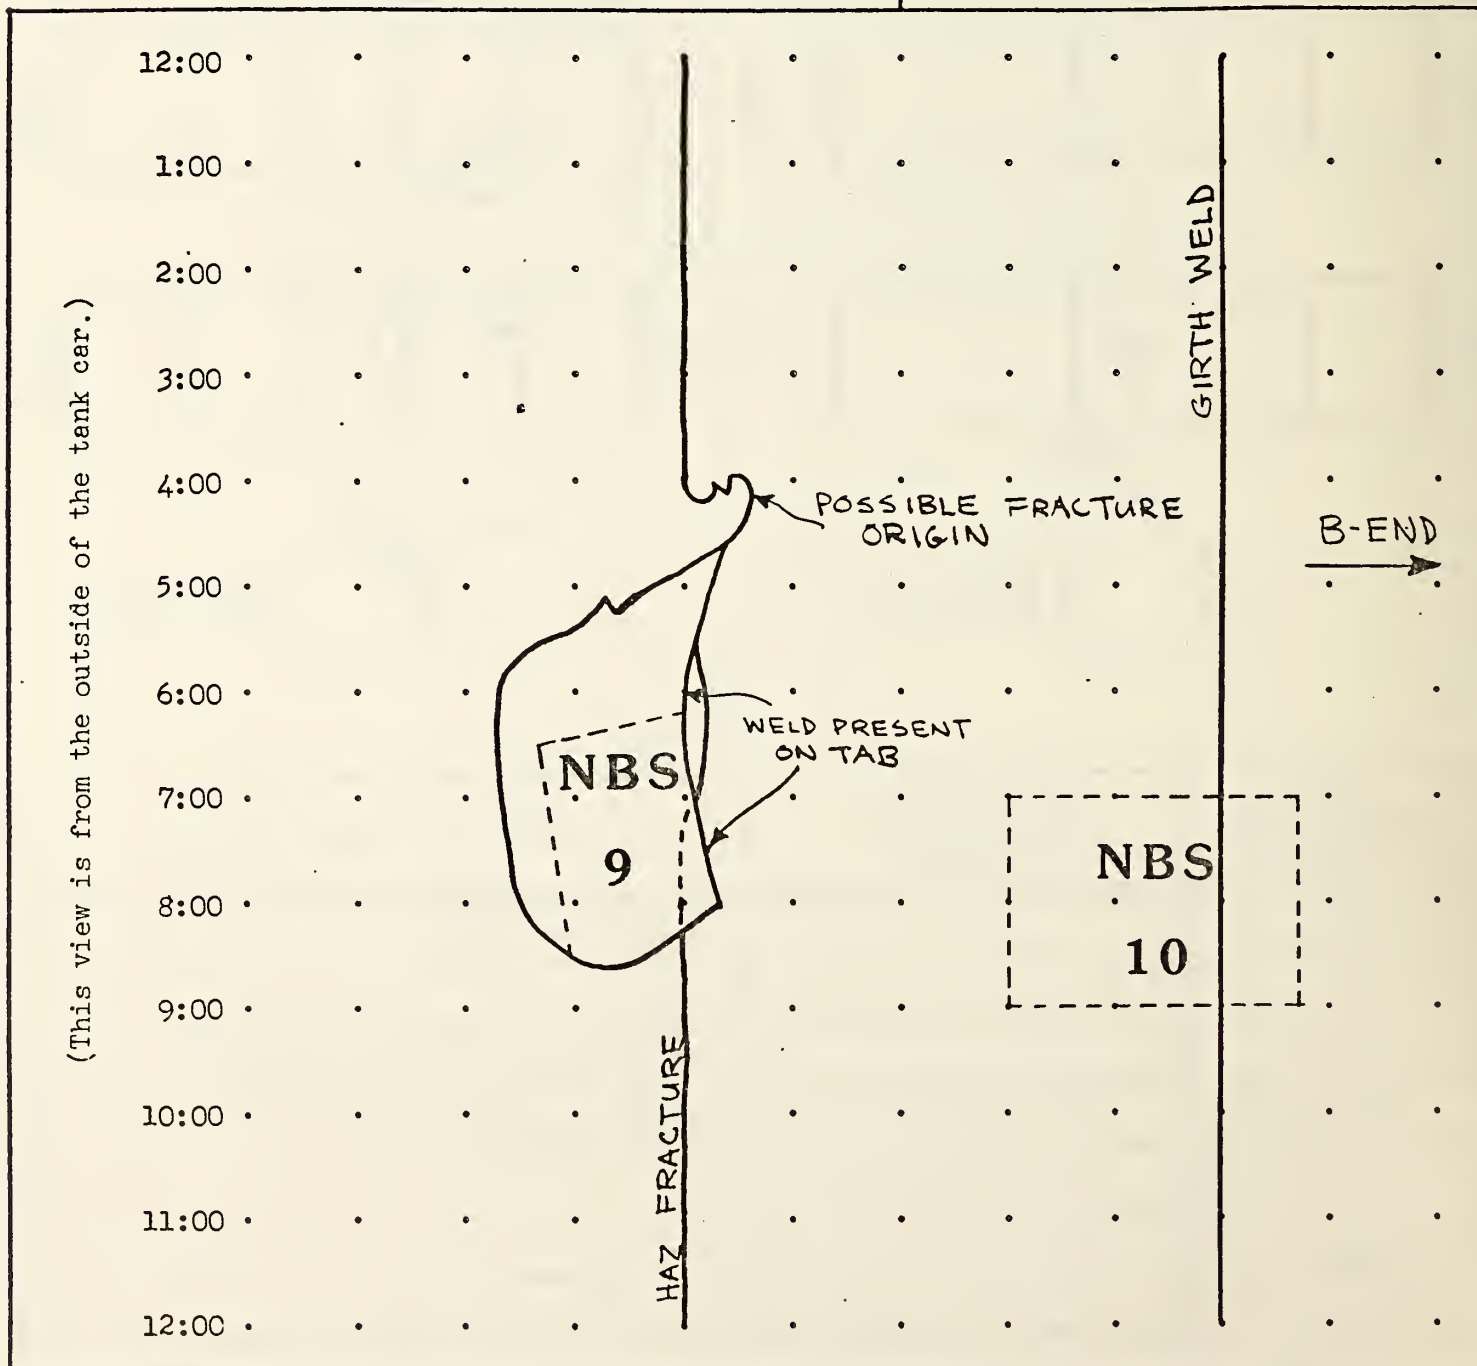 12:00
1:00
2:00
3:00
4:00
5:00
6:00
7:00
8:00
9:00
10:00
11:00
12:00
(This view is from the outside of the tank car.)
GIRTH WELD
POSSIBLE FRACTURE
ORIGIN
B-END
WELD PRESENT
ON TAB
NBS
9
NBS
10
HAZ FRACTURE